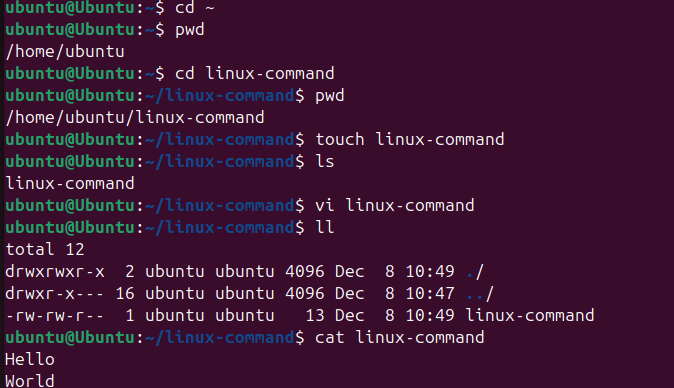 ubuntu@Ubuntu:~$ cd ~
ubuntu@Ubuntu:~$ pwd
/home/ubuntu
ubuntu@Ubuntu:~$ cd linux-command
ubuntu@Ubuntu:~/linux-command$ pwd
/home/ubuntu/linux-command
ubuntu@Ubuntu:~/linux-command$ touch linux-command
ubuntu@Ubuntu:~/linux-command$ ls
linux-command
ubuntu@Ubuntu:~/linux-command$ vi linux-command
ubuntu@Ubuntu:~/linux-command$ ll
total 12
drwxrwxr-x  2 ubuntu ubuntu 4096 Dec  8 10:49 ./
drwxr-x--- 16 ubuntu ubuntu 4096 Dec  8 10:47 ../
-rw-rw-r--  1 ubuntu ubuntu   13 Dec  8 10:49 linux-command
ubuntu@Ubuntu:~/linux-command$ cat linux-command
Hello
World